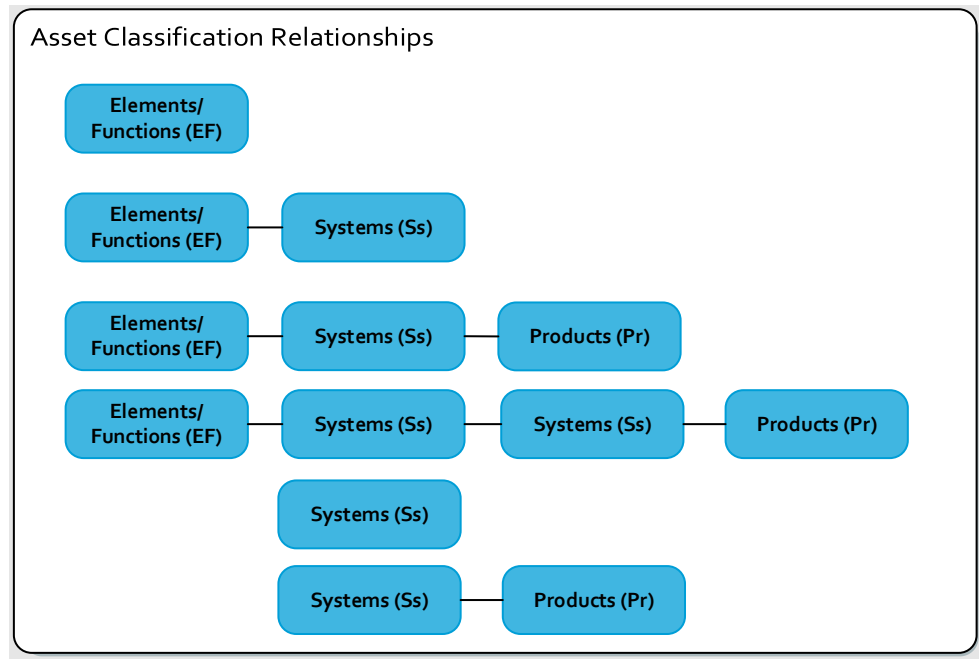 Asset Classification Relationships
Elements/
Functions (EF)
Elements/
Functions (EF)
Systems (Ss)
Elements/
Functions (EF)
Systems (Ss)
Products (Pr)
Elements/
Functions (EF)
Systems (Ss)
Systems (Ss)
Products (Pr)
Systems (Ss)
Systems (Ss)
Products (Pr)